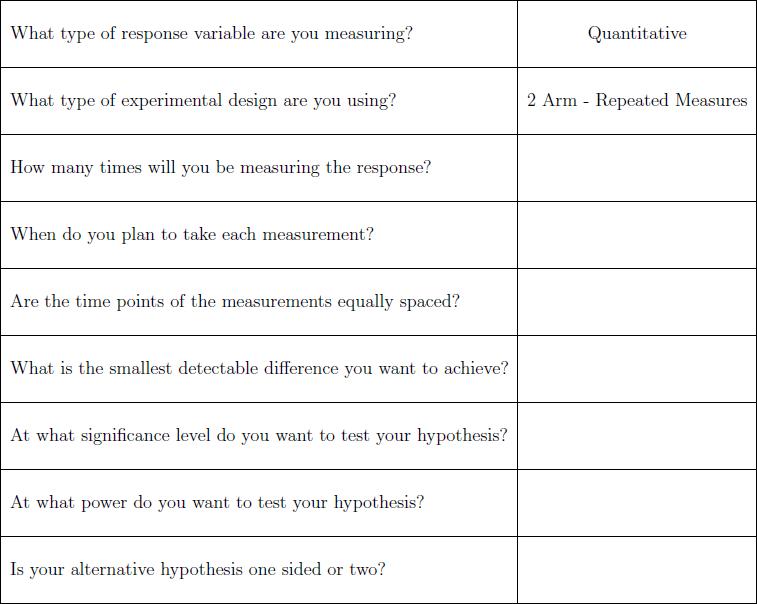 What type of response variable are you measuring? Quantitative
What type of experimental design are you using? 2 Arm - Repeated Measures
How many times will you be measuring the response?
When do you plan to take each measurement?
Are the time points of the measurements equally spaced?
What is the smallest detectable difference you want to achieve?
At what significance level do you want to test your hypothesis?
At what power do you want to test your hypothesis?
Is your alternative hypothesis one sided or two?